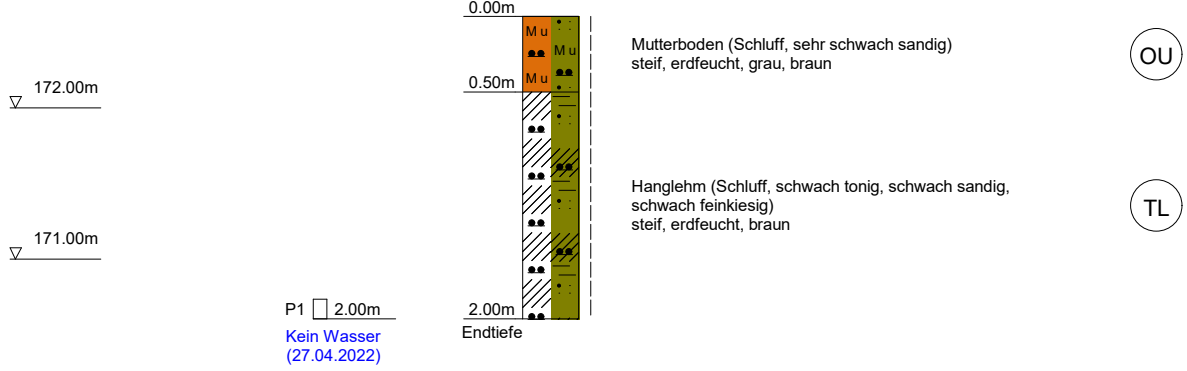 0.00m
Mu
Mu
Mu
Mutterboden (Schluff, sehr schwach sandig)
steif, erdfeucht, grau, braun
OU
0.50m
172.00m
Hanglehm (Schluff, schwach tonig, schwach sandig,
schwach feinkiesig)
steif, erdfeucht, braun
TL
171.00m
P1 2.00m
2.00m
Kein Wasser
(27.04.2022)
Endtiefe